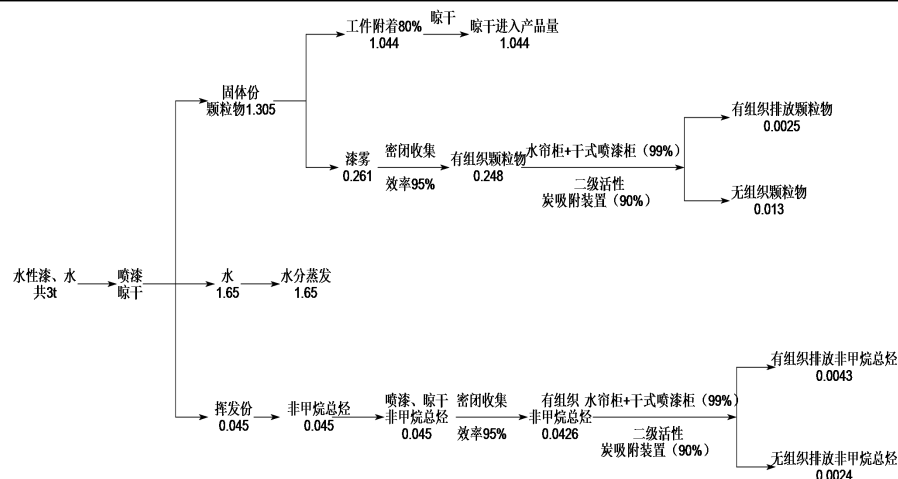 工件附着80%
1.044
晾干
晾干进入产品量
1.044
固体份
颗粒物1.305
漆雾
0.261
密闭收集
效率95%
有组织颗粒物
0.248
水帘柜+干式喷漆柜（99%）
二级活性
炭吸附装置（90%）
有组织排放颗粒物
0.0025
无组织颗粒物
0.013
水性漆、水
共3t
喷漆
晾干
水
1.65
水分蒸发
1.65
挥发份
0.045
非甲烷总烃
0.045
喷漆、晾干
非甲烷总烃
0.045
密闭收集
效率95%
有组织
非甲烷总烃
0.0426
水帘柜+干式喷漆柜（99%）
二级活性
炭吸附装置（90%）
有组织排放非甲烷总烃
0.0043
无组织排放非甲烷总烃
0.0024